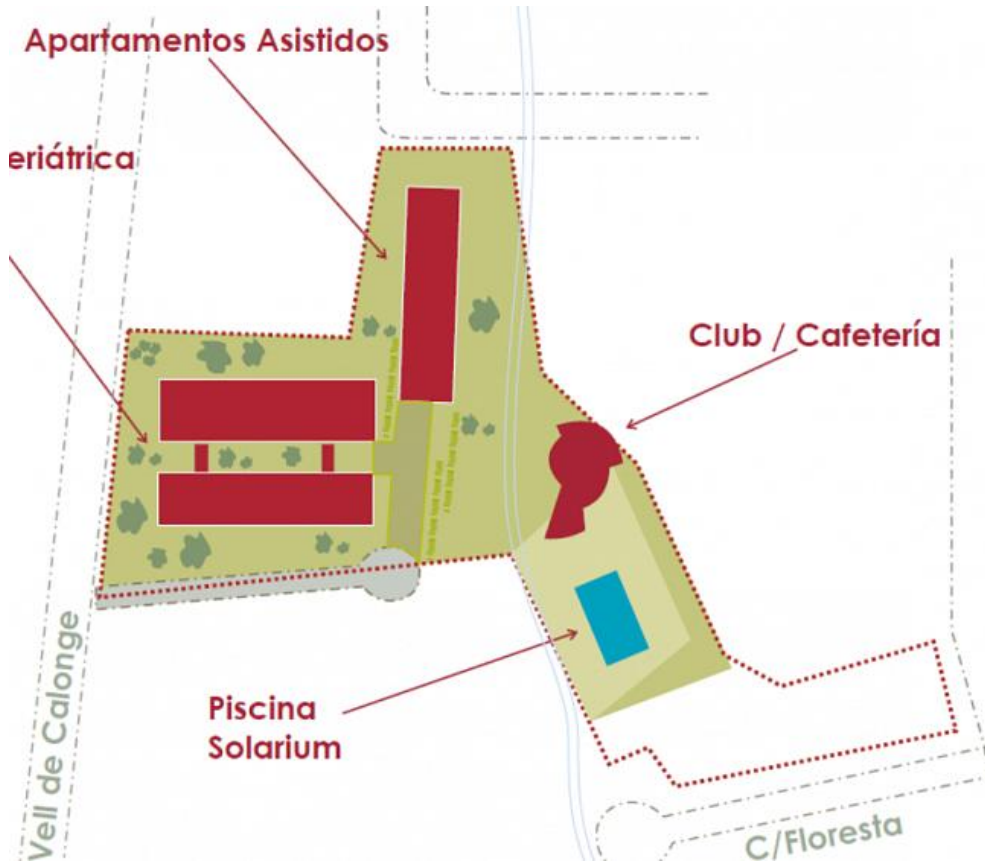 Apartamentos Asistidos
eriátrica
Club / Cafetería
Piscina
Solarium
Vell de Calonge
C/Floresta